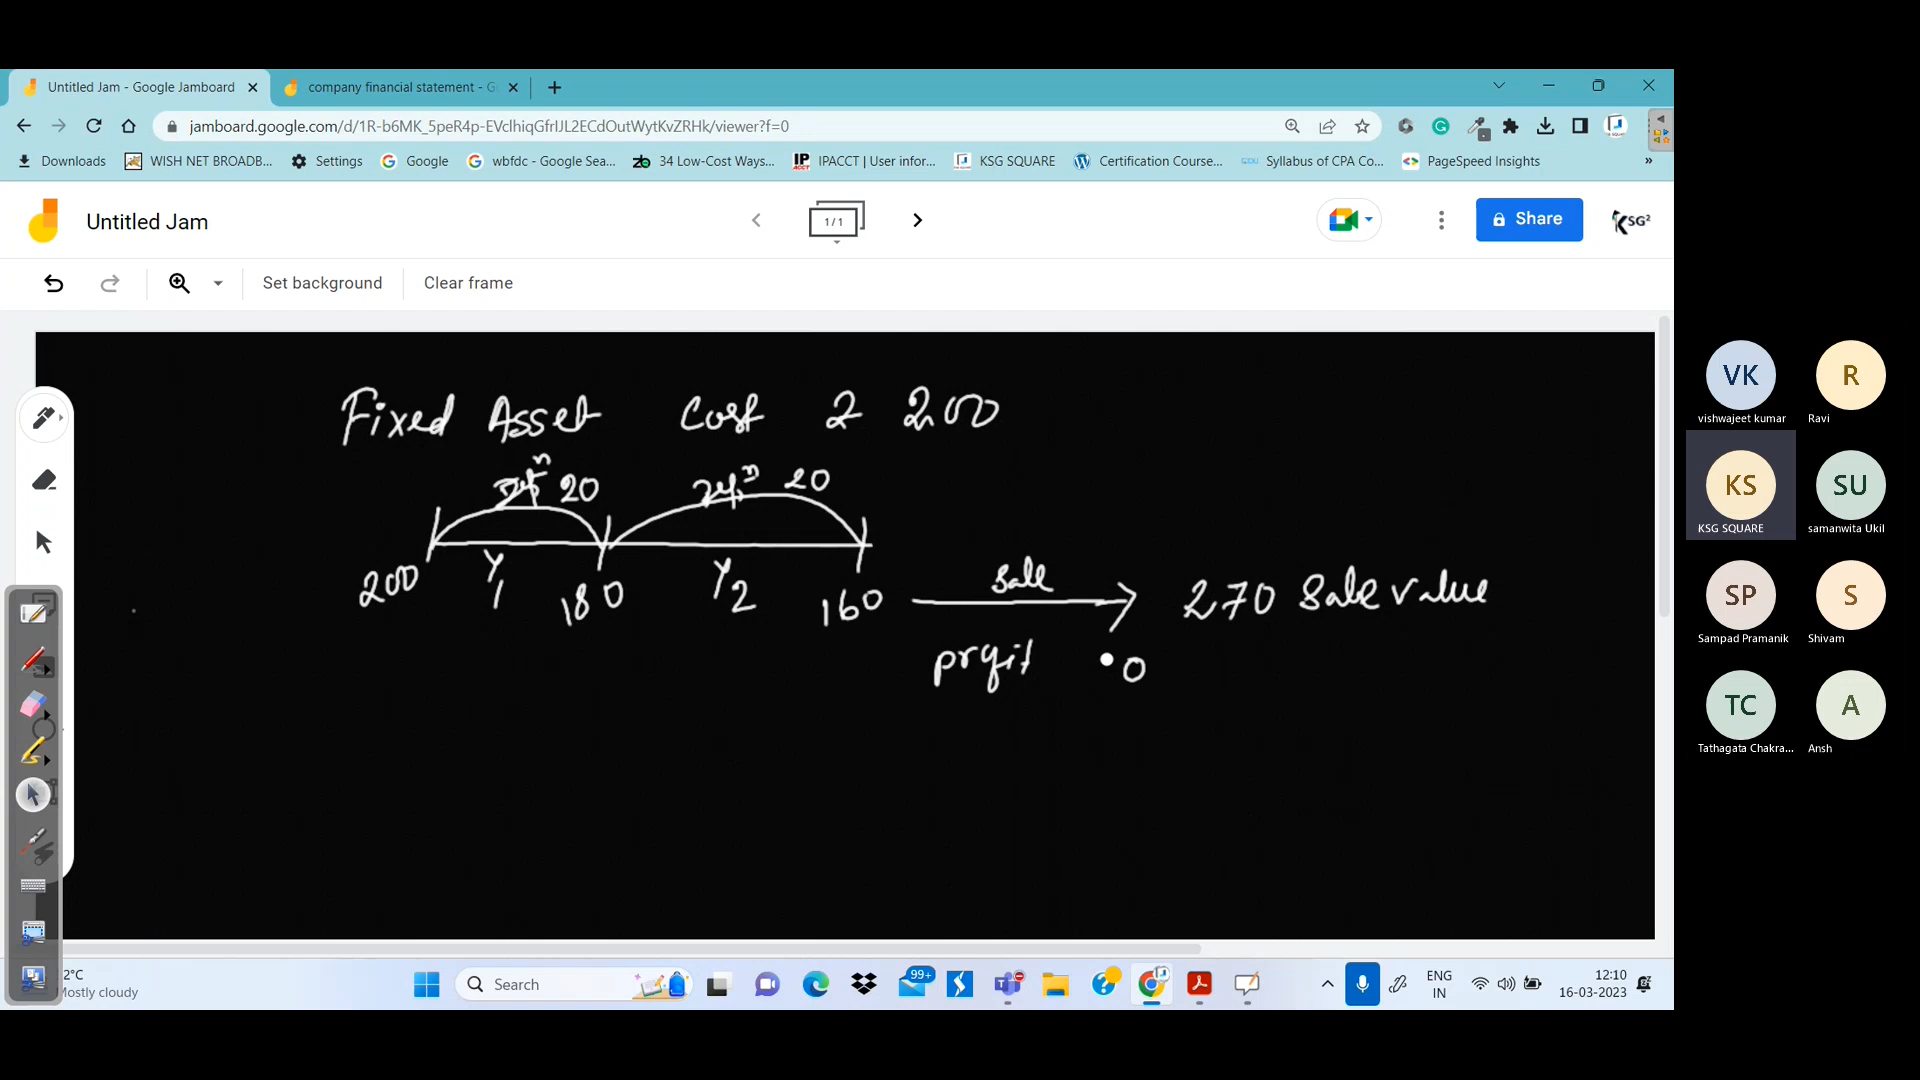 Untitled Jam - Google Jamboard
company financial statement - G
jamboard.google.com/d/1R-b6MK_5peR4p-EVclhiqGfrIJL2ECdOutWytKvZRHk/viewer?f=0
Downloads WISH NET BROADB... Settings Google wbfdc - Google Sea... 34 Low-Cost Ways... IPACCT | User infor... KSG SQUARE Certification Course... Syllabus of CPA Co... PageSpeed Insights »
Untitled Jam
1 / 1
Share
KSG²
Set background
Clear frame
Fixed Asset Cost 2 200
20 20
200 Y1 180 Y2 160 sale 270 Sale value
profit 0
VK R
vishwajeet kumar Ravi
KS SU
KSG SQUARE samanwita Ukil
SP S
Sampad Pramanik Shivam
TC A
Tathagata Chakra... Ansh
2°C
Mostly cloudy
Search
99+
ENG
IN
12:10
16-03-2023